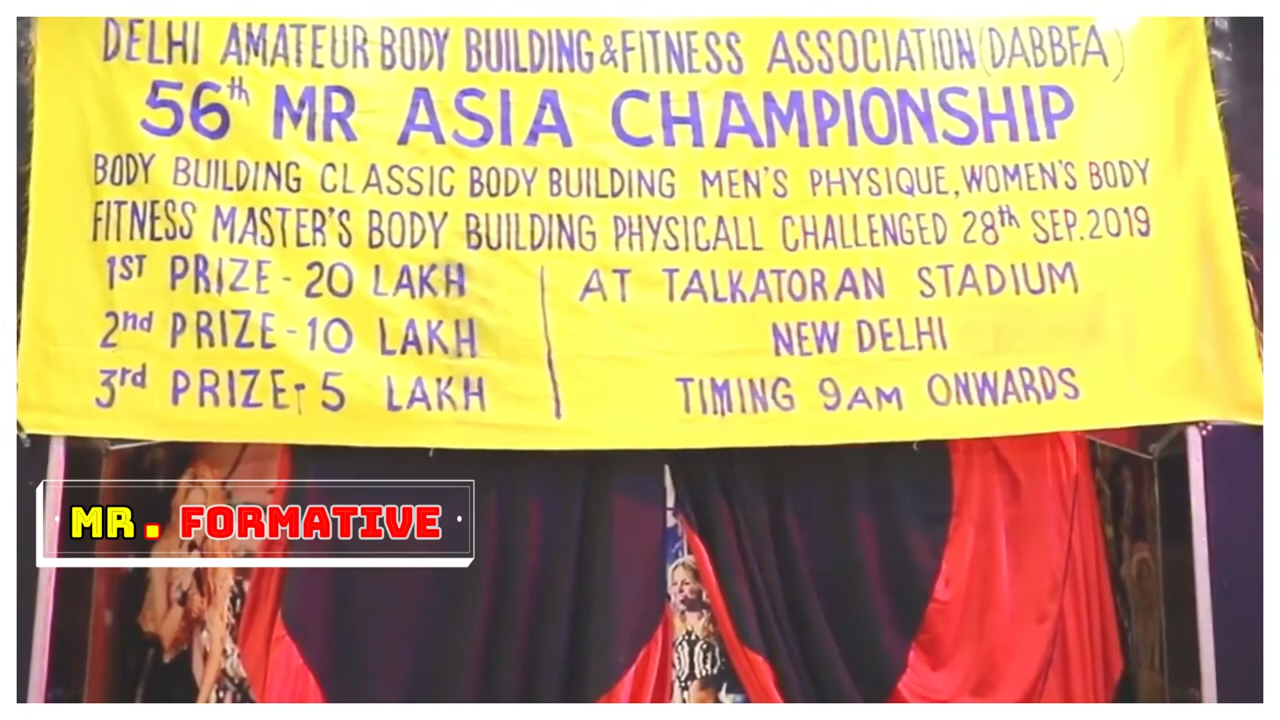 DELHI AMATEUR BODY BUILDING & FITNESS ASSOCIATION (DABBFA)
56th MR ASIA CHAMPIONSHIP
BODY BUILDING CLASSIC BODY BUILDING MEN'S PHYSIQUE, WOMEN'S BODY
FITNESS MASTER'S BODY BUILDING PHYSICALL CHALLENGED 28th SEP.2019
1ST PRIZE - 20 LAKH
2nd PRIZE - 10 LAKH
3rd PRIZE - 5 LAKH
AT TALKATORAN STADIUM
NEW DELHI
TIMING 9AM ONWARDS
MR. FORMATIVE